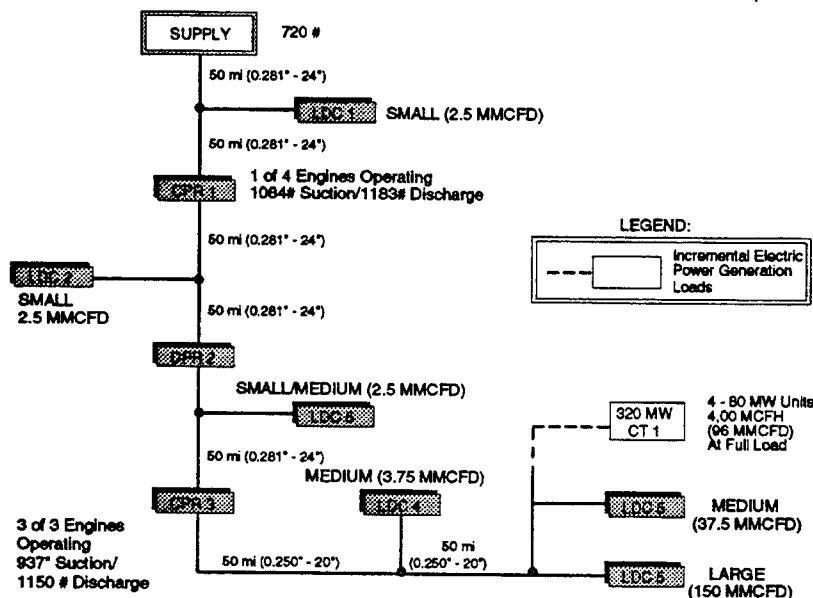 SUPPLY 720 #
50 mi (0.281" - 24")
LDC 1 SMALL (2.5 MMCFD)
50 mi (0.281" - 24")
CPR 1
1 of 4 Engines Operating
1064# Suction/1183# Discharge
50 mi (0.281" - 24")
LDC 2
SMALL
2.5 MMCFD
50 mi (0.281" - 24")
CPR 2
SMALL/MEDIUM (2.5 MMCFD)
LDC
50 mi (0.281" - 24")
MEDIUM (3.75 MMCFD)
CPR 3
LDC 4
3 of 3 Engines
Operating
937" Suction/
1150 # Discharge
50 mi (0.250" - 20")
50 mi
(0.250" - 20")
LEGEND:
Incremental Electric
Power Generation
Loads
320 MW
CT 1
4 - 80 MW Units
4,00 MCFH
(96 MMCFD)
At Full Load
LDC 6
MEDIUM
(37.5 MMCFD)
LDC 5
LARGE
(150 MMCFD)